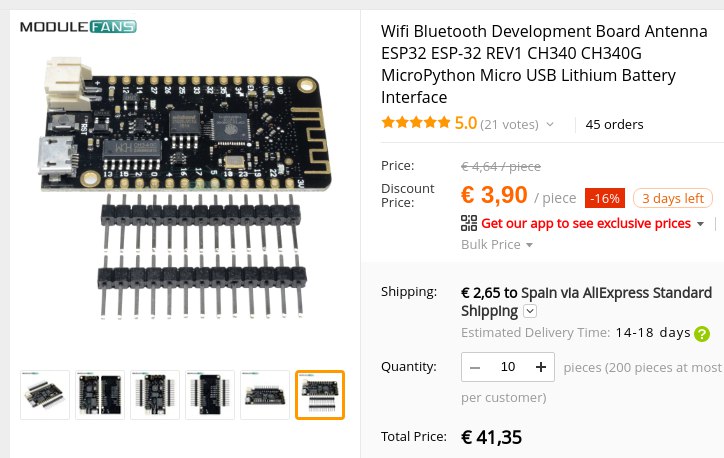 MODULEFANS
Wifi Bluetooth Development Board Antenna
ESP32 ESP-32 REV1 CH340 CH340G
MicroPython Micro USB Lithium Battery
Interface
5.0 (21 votes)
45 orders
Price: € 4,64 / piece
Discount
Price:
€ 3,90 / piece -16% 3 days left
Get our app to see exclusive prices
Bulk Price
Shipping: € 2,65 to Spain via AliExpress Standard
Shipping
Estimated Delivery Time: 14-18 days ?
Quantity: − 10 + pieces (200 pieces at most
per customer)
Total Price: € 41,35